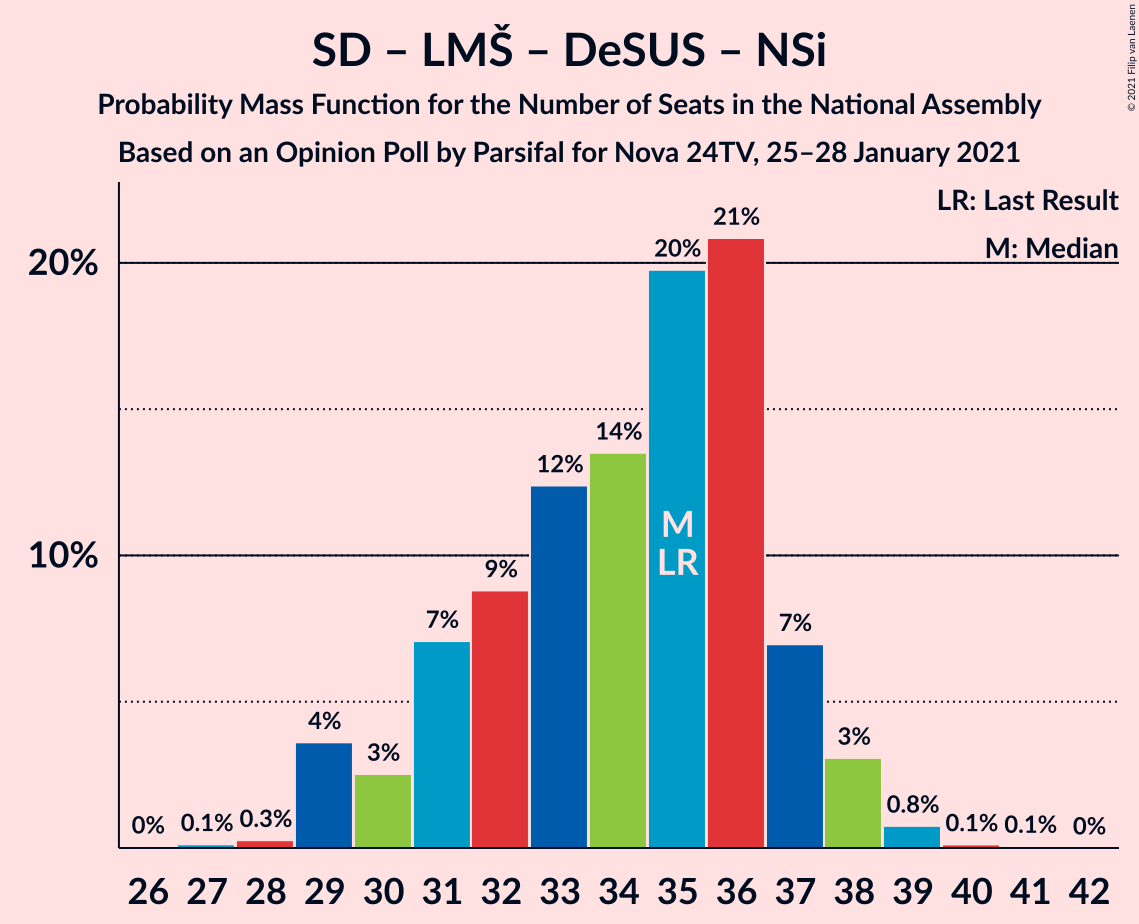 SD – LMŠ – DeSUS – NSi
Probability Mass Function for the Number of Seats in the National Assembly
Based on an Opinion Poll by Parsifal for Nova 24TV, 25–28 January 2021
© 2021 Filip van Laenen
LR: Last Result
M: Median
20%
10%
0%
0.1%
0.3%
4%
3%
7%
9%
12%
14%
20%
21%
7%
3%
0.8%
0.1%
0.1%
0%
M
LR
26 27 28 29 30 31 32 33 34 35 36 37 38 39 40 41 42